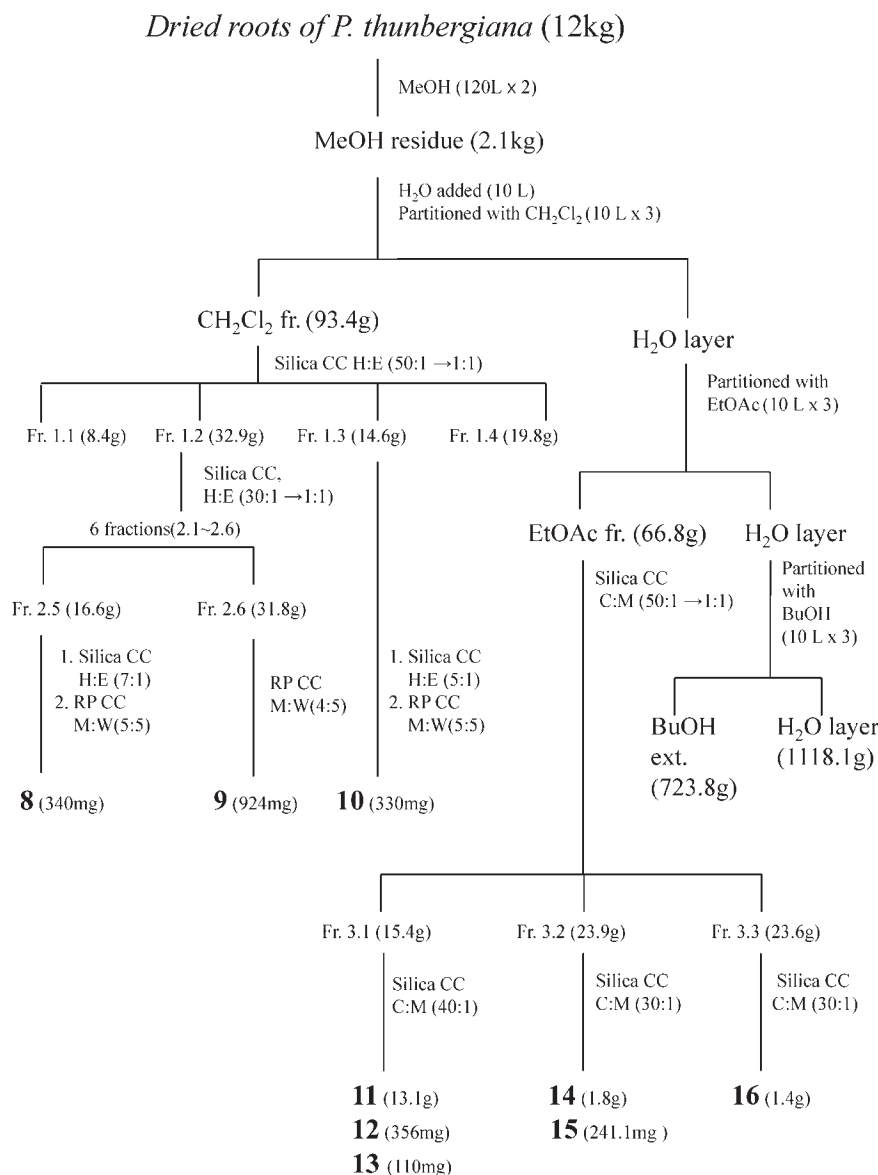 Dried roots of P. thunbergiana (12kg)
MeOH (120L x 2)
MeOH residue (2.1kg)
H₂O added (10 L)
Partitioned with CH₂Cl₂ (10 L x 3)
CH₂Cl₂ fr. (93.4g)
H₂O layer
Silica CC H:E (50:1 →1:1)
Partitioned with
EtOAc (10 L x 3)
Fr. 1.1 (8.4g)
Fr. 1.2 (32.9g)
Fr. 1.3 (14.6g)
Fr. 1.4 (19.8g)
Silica CC,
H:E (30:1 →1:1)
6 fractions(2.1~2.6)
EtOAc fr. (66.8g)
H₂O layer
Silica CC
C:M (50:1 →1:1)
Partitioned
with
BuOH
(10 L x 3)
Fr. 2.5 (16.6g)
Fr. 2.6 (31.8g)
1. Silica CC
H:E (7:1)
2. RP CC
M:W(5:5)
RP CC
M:W(4:5)
1. Silica CC
H:E (5:1)
2. RP CC
M:W(5:5)
BuOH
ext.
(723.8g)
H₂O layer
(1118.1g)
8 (340mg)
9 (924mg)
10 (330mg)
Fr. 3.1 (15.4g)
Fr. 3.2 (23.9g)
Fr. 3.3 (23.6g)
Silica CC
C:M (40:1)
Silica CC
C:M (30:1)
Silica CC
C:M (30:1)
11 (13.1g)
12 (356mg)
13 (110mg)
14 (1.8g)
15 (241.1mg )
16 (1.4g)